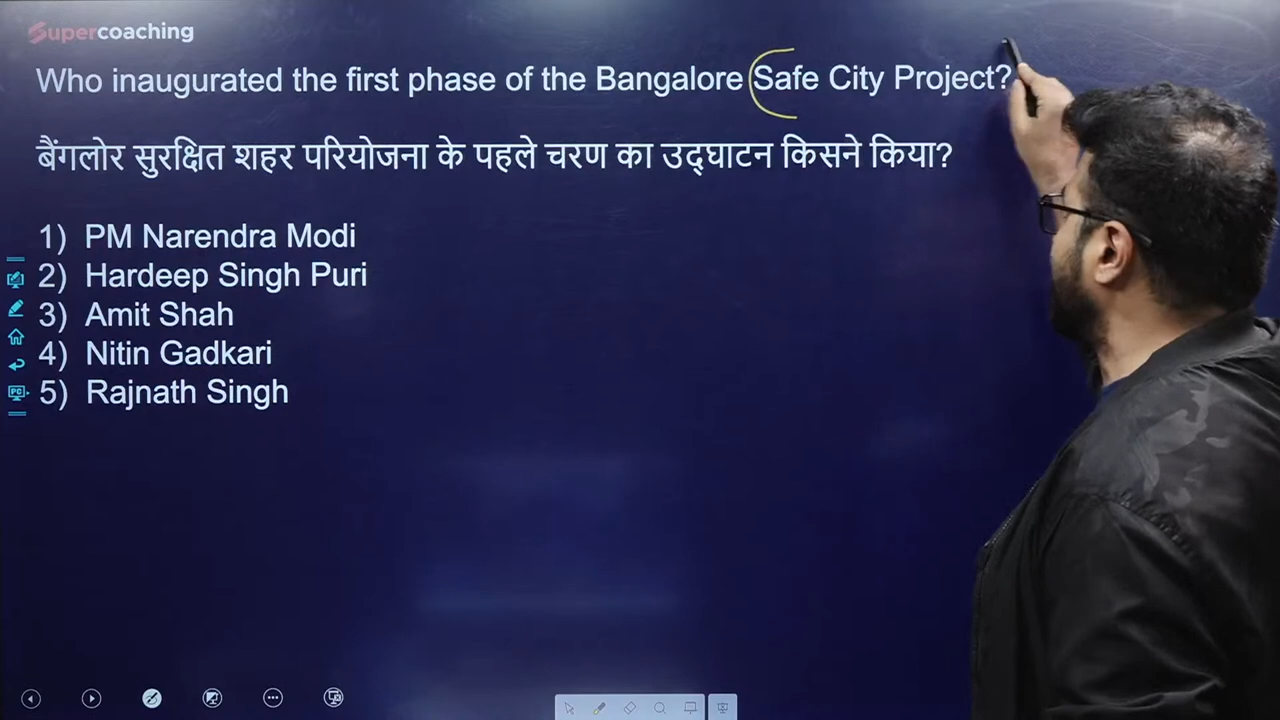 Supercoaching
Who inaugurated the first phase of the Bangalore Safe City Project?
बैंगलोर सुरक्षित शहर परियोजना के पहले चरण का उद्घाटन किसने किया?
1) PM Narendra Modi
2) Hardeep Singh Puri
3) Amit Shah
4) Nitin Gadkari
5) Rajnath Singh
PC